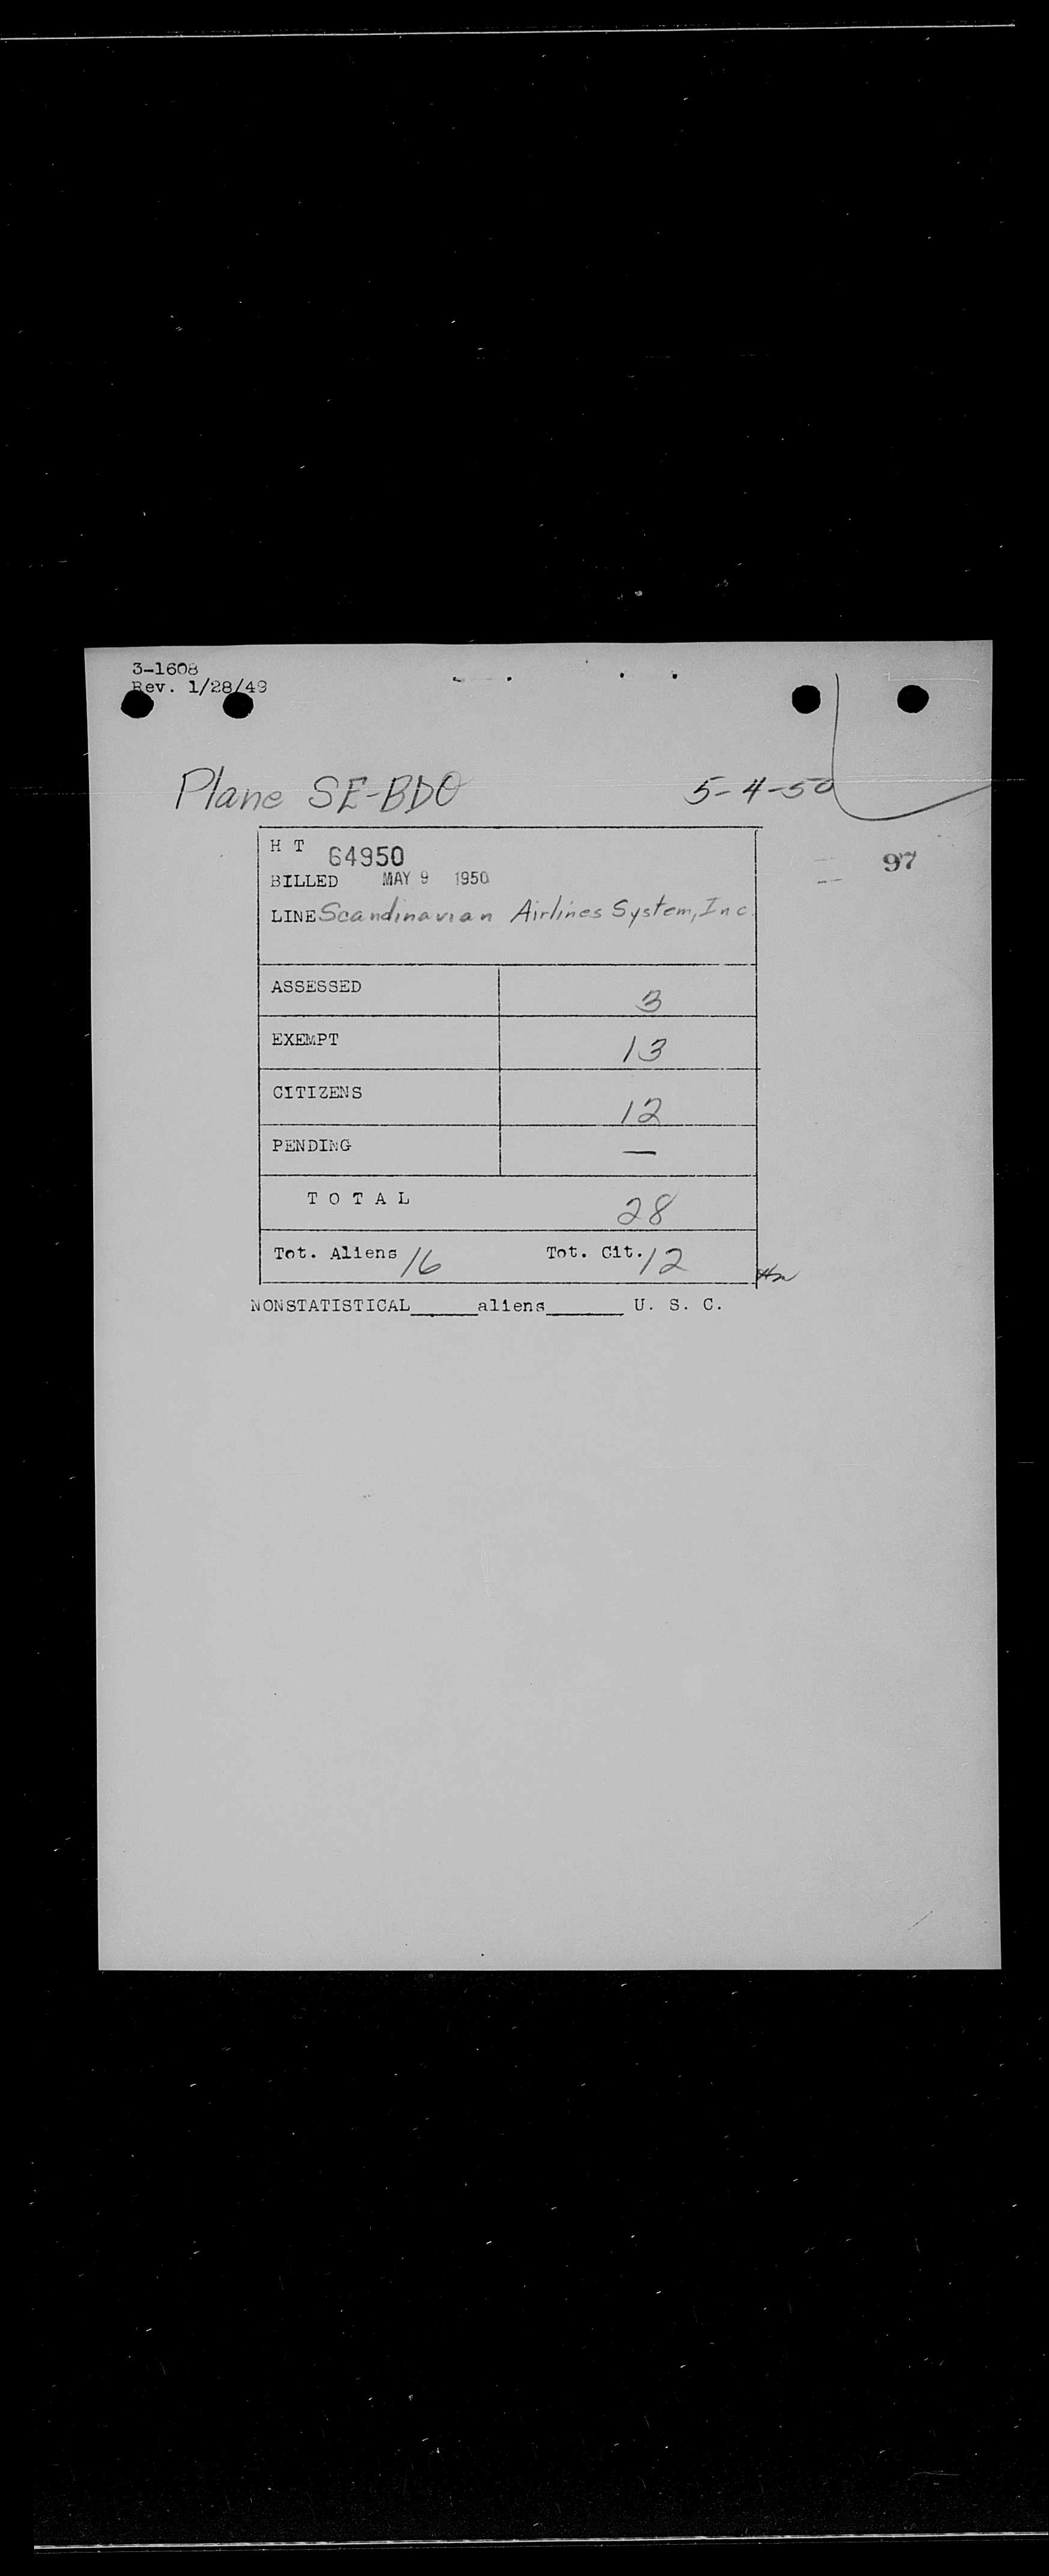 3-1608
Rev. 1/28/49
Plane SE-BDO 5-4-50
97
H T 64950
BILLED MAY 9 1950
LINE Scandinavian Airlines System, Inc.
ASSESSED 3
EXEMPT 13
CITIZENS 12
PENDING —
T O T A L 28
Tot. Aliens 16 Tot. Cit. 12
NONSTATISTICAL______aliens_______ U. S. C.